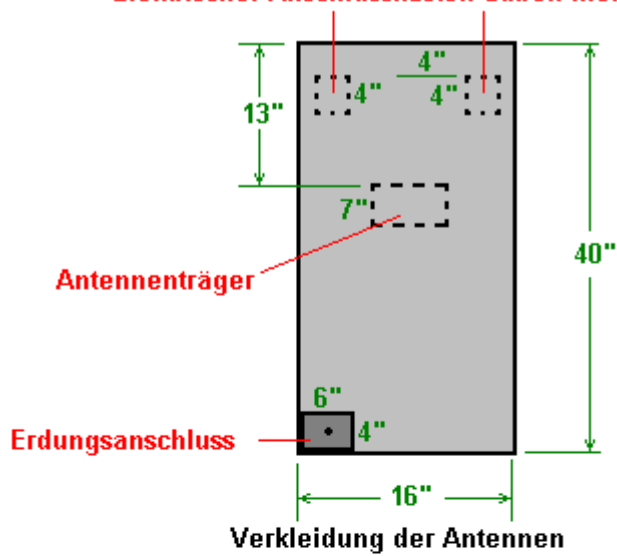 4"
4" 4"
13"
7"
40"
Antennenträger
6"
4"
Erdungsanschluss
16"
Verkleidung der Antennen